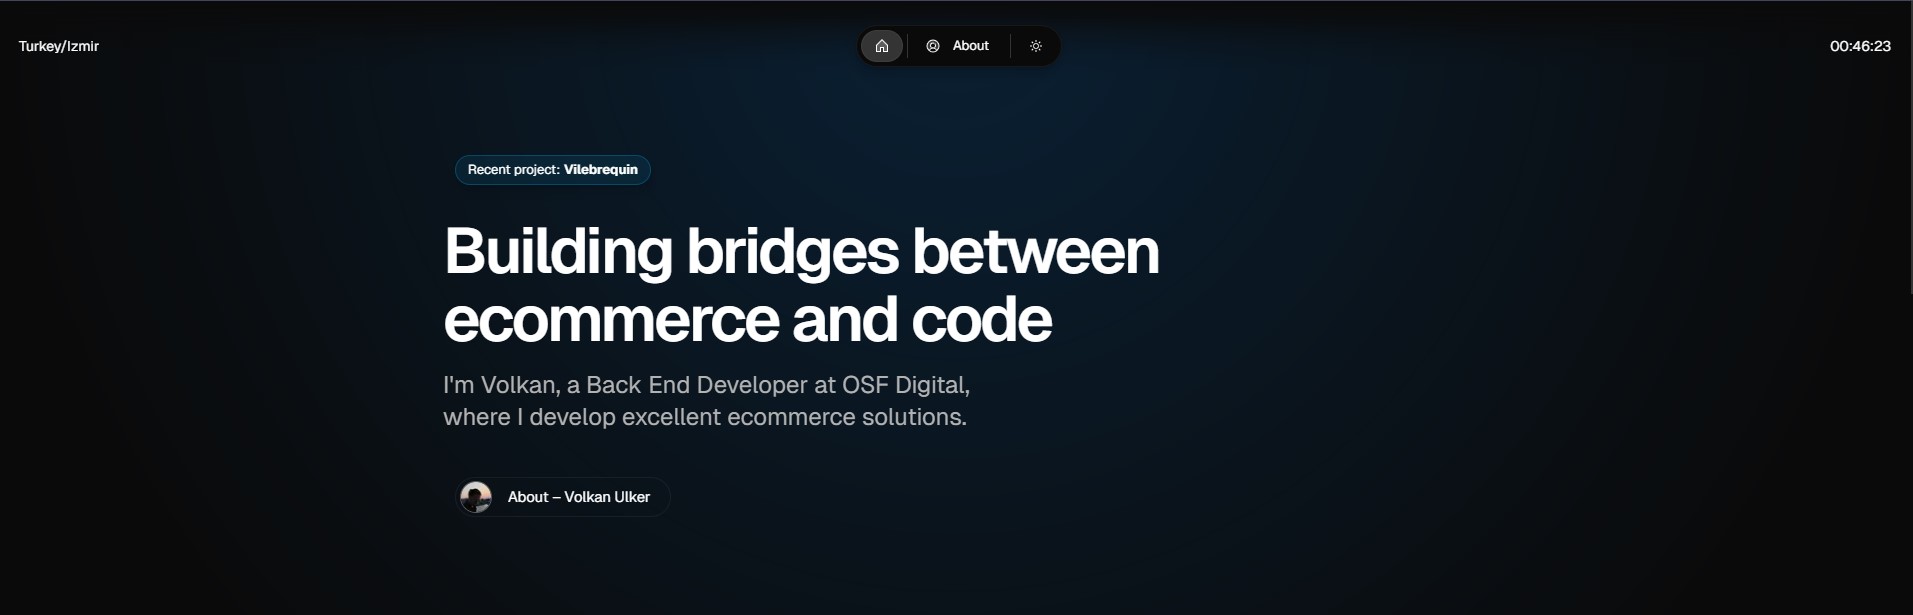 Turkey/Izmir
About
00:46:23
Recent project: Vilebrequin
Building bridges between
ecommerce and code
I'm Volkan, a Back End Developer at OSF Digital,
where I develop excellent ecommerce solutions.
About – Volkan Ulker